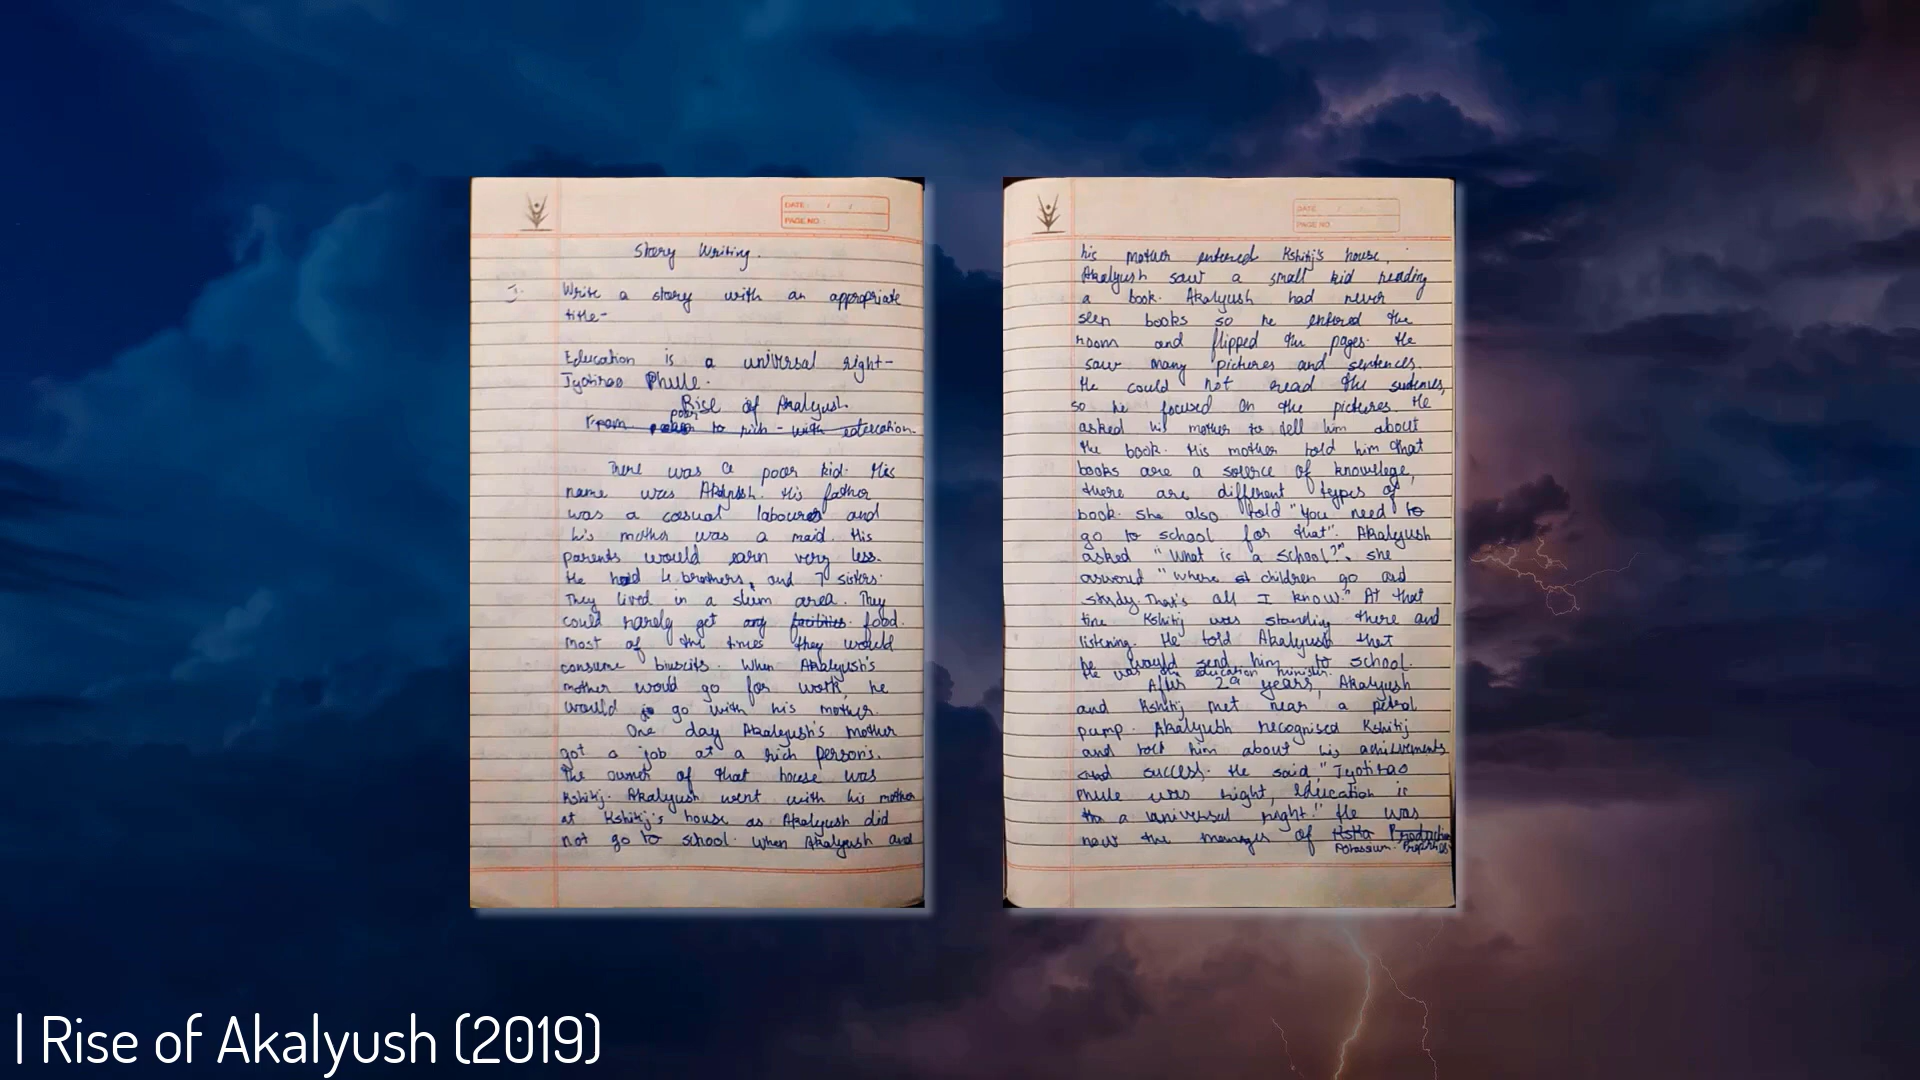 DATE: / /
PAGE NO.:
Story Writing.
I. Write a story with an appropriate
title-
Education is a universal right-
Jyotirao Phule.
Rise of Akalyush.
poor
From to rich - with education.
There was a poor kid. His
name was Akalyush. His father
was a casual labourer and
his mother was a maid. His
parents would earn very less.
He had 4 brothers, and 7 sisters.
They lived in a slum area. They
could rarely get any facilities food.
Most of the times they would
consume biuscits. When Akalyush's
mother would go for work, he
would go with his mother.
One day Akalyush's mother
got a job at a rich person's.
The owner of that house was
Kshitij. Akalyush went with his mother
at Kshitij's house as Akalyush did
not go to school. When Akalyush and
DATE: /
PAGE NO.
his mother entered Kshitij's house,
Akalyush saw a small kid reading
a book. Akalyush had never
seen books so he entered the
room and flipped the pages. He
saw many pictures and sentences.
He could not read the sentences,
so he focused on the pictures. He
asked his mother to tell him about
the book. His mother told him that
books are a source of knowlege,
there are different types of
book. She also told "You need to
go to school for that". Akalyush
asked "What is a school?", she
"Where children go and
study. That's all I know." At that
time Kshitij was standing there and
listening. He told Akalyush that
he would send him to school.
He was the education minister.
After 29 years, Akalyush
and Kshitij met near a petrol
pump. Akalyush recognised Kshitij
and told him about his achivements
and success. He said, "Jyotirao
Phule was right, education is
a universal right." He was
now the manager of Production
Potassium
| Rise of Akalyush (2019)